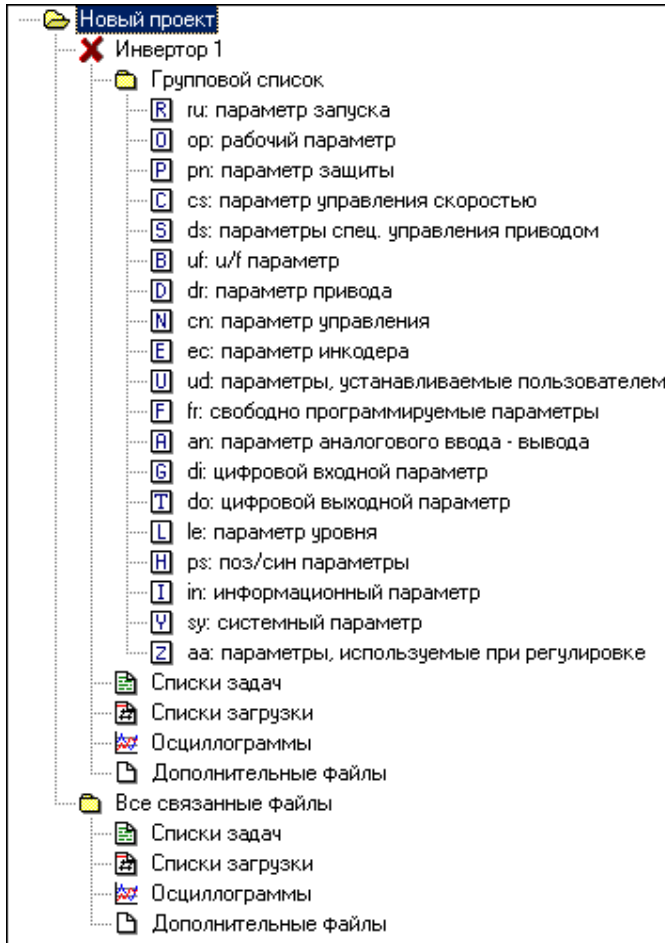 Новый проект
Инвертор 1
Групповой список
R ru: параметр запуска
O op: рабочий параметр
P pn: параметр защиты
C cs: параметр управления скоростью
S ds: параметры спец. управления приводом
B uf: u/f параметр
D dr: параметр привода
N cn: параметр управления
E ec: параметр инкодера
U ud: параметры, устанавливаемые пользователем
F fr: свободно программируемые параметры
A an: параметр аналогового ввода - вывода
G di: цифровой входной параметр
T do: цифровой выходной параметр
L le: параметр уровня
H ps: поз/син параметры
I in: информационный параметр
Y sy: системный параметр
Z aa: параметры, используемые при регулировке
Списки задач
Списки загрузки
Осциллограммы
Дополнительные файлы
Все связанные файлы
Списки задач
Списки загрузки
Осциллограммы
Дополнительные файлы